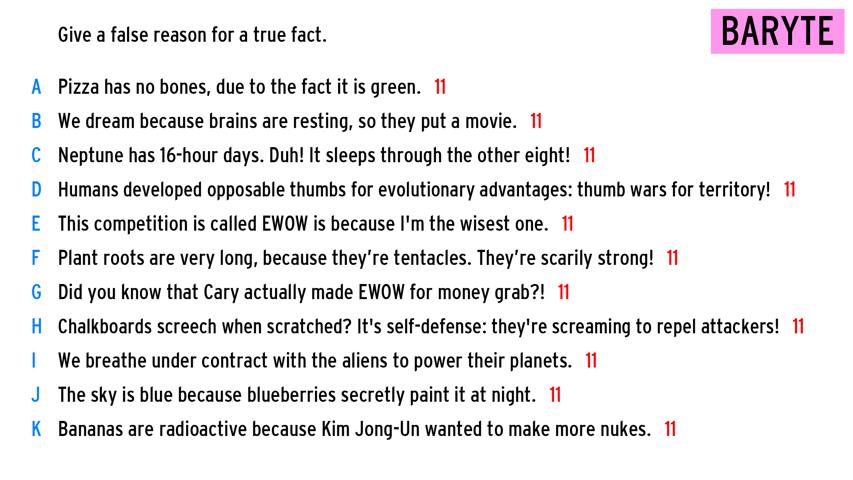 Give a false reason for a true fact.
BARYTE
A Pizza has no bones, due to the fact it is green. 11
B We dream because brains are resting, so they put a movie. 11
C Neptune has 16-hour days. Duh! It sleeps through the other eight! 11
D Humans developed opposable thumbs for evolutionary advantages: thumb wars for territory! 11
E This competition is called EWOW is because I'm the wisest one. 11
F Plant roots are very long, because they’re tentacles. They’re scarily strong! 11
G Did you know that Cary actually made EWOW for money grab?! 11
H Chalkboards screech when scratched? It's self-defense: they're screaming to repel attackers! 11
I We breathe under contract with the aliens to power their planets. 11
J The sky is blue because blueberries secretly paint it at night. 11
K Bananas are radioactive because Kim Jong-Un wanted to make more nukes. 11